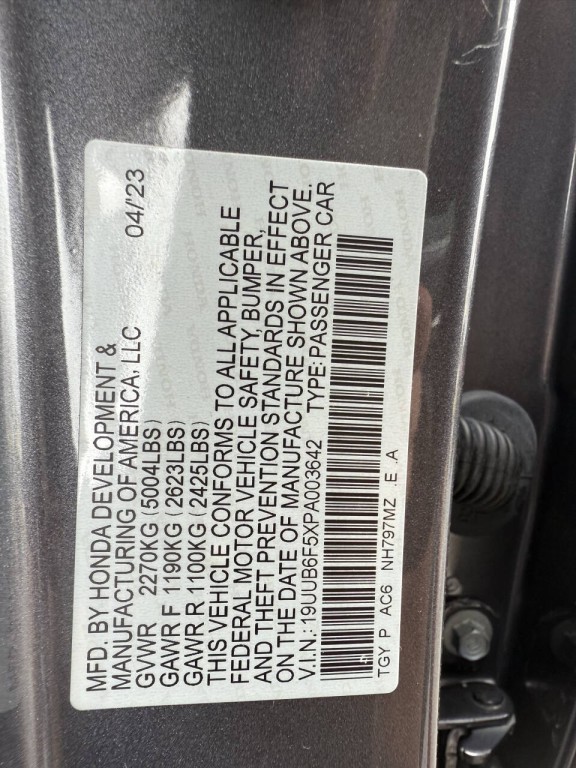 MFD. BY HONDA DEVELOPMENT &
MANUFACTURING OF AMERICA, LLC 04/'23
GVWR 2270KG (5004LBS)
GAWR F 1190KG (2623LBS)
GAWR R 1100KG (2425LBS)
THIS VEHICLE CONFORMS TO ALL APPLICABLE
FEDERAL MOTOR VEHICLE SAFETY, BUMPER,
AND THEFT PREVENTION STANDARDS IN EFFECT
ON THE DATE OF MANUFACTURE SHOWN ABOVE.
V.I.N.: 19UUB6F5XPA003642 TYPE: PASSENGER CAR
TGY P AC6 NH797MZ .E .A